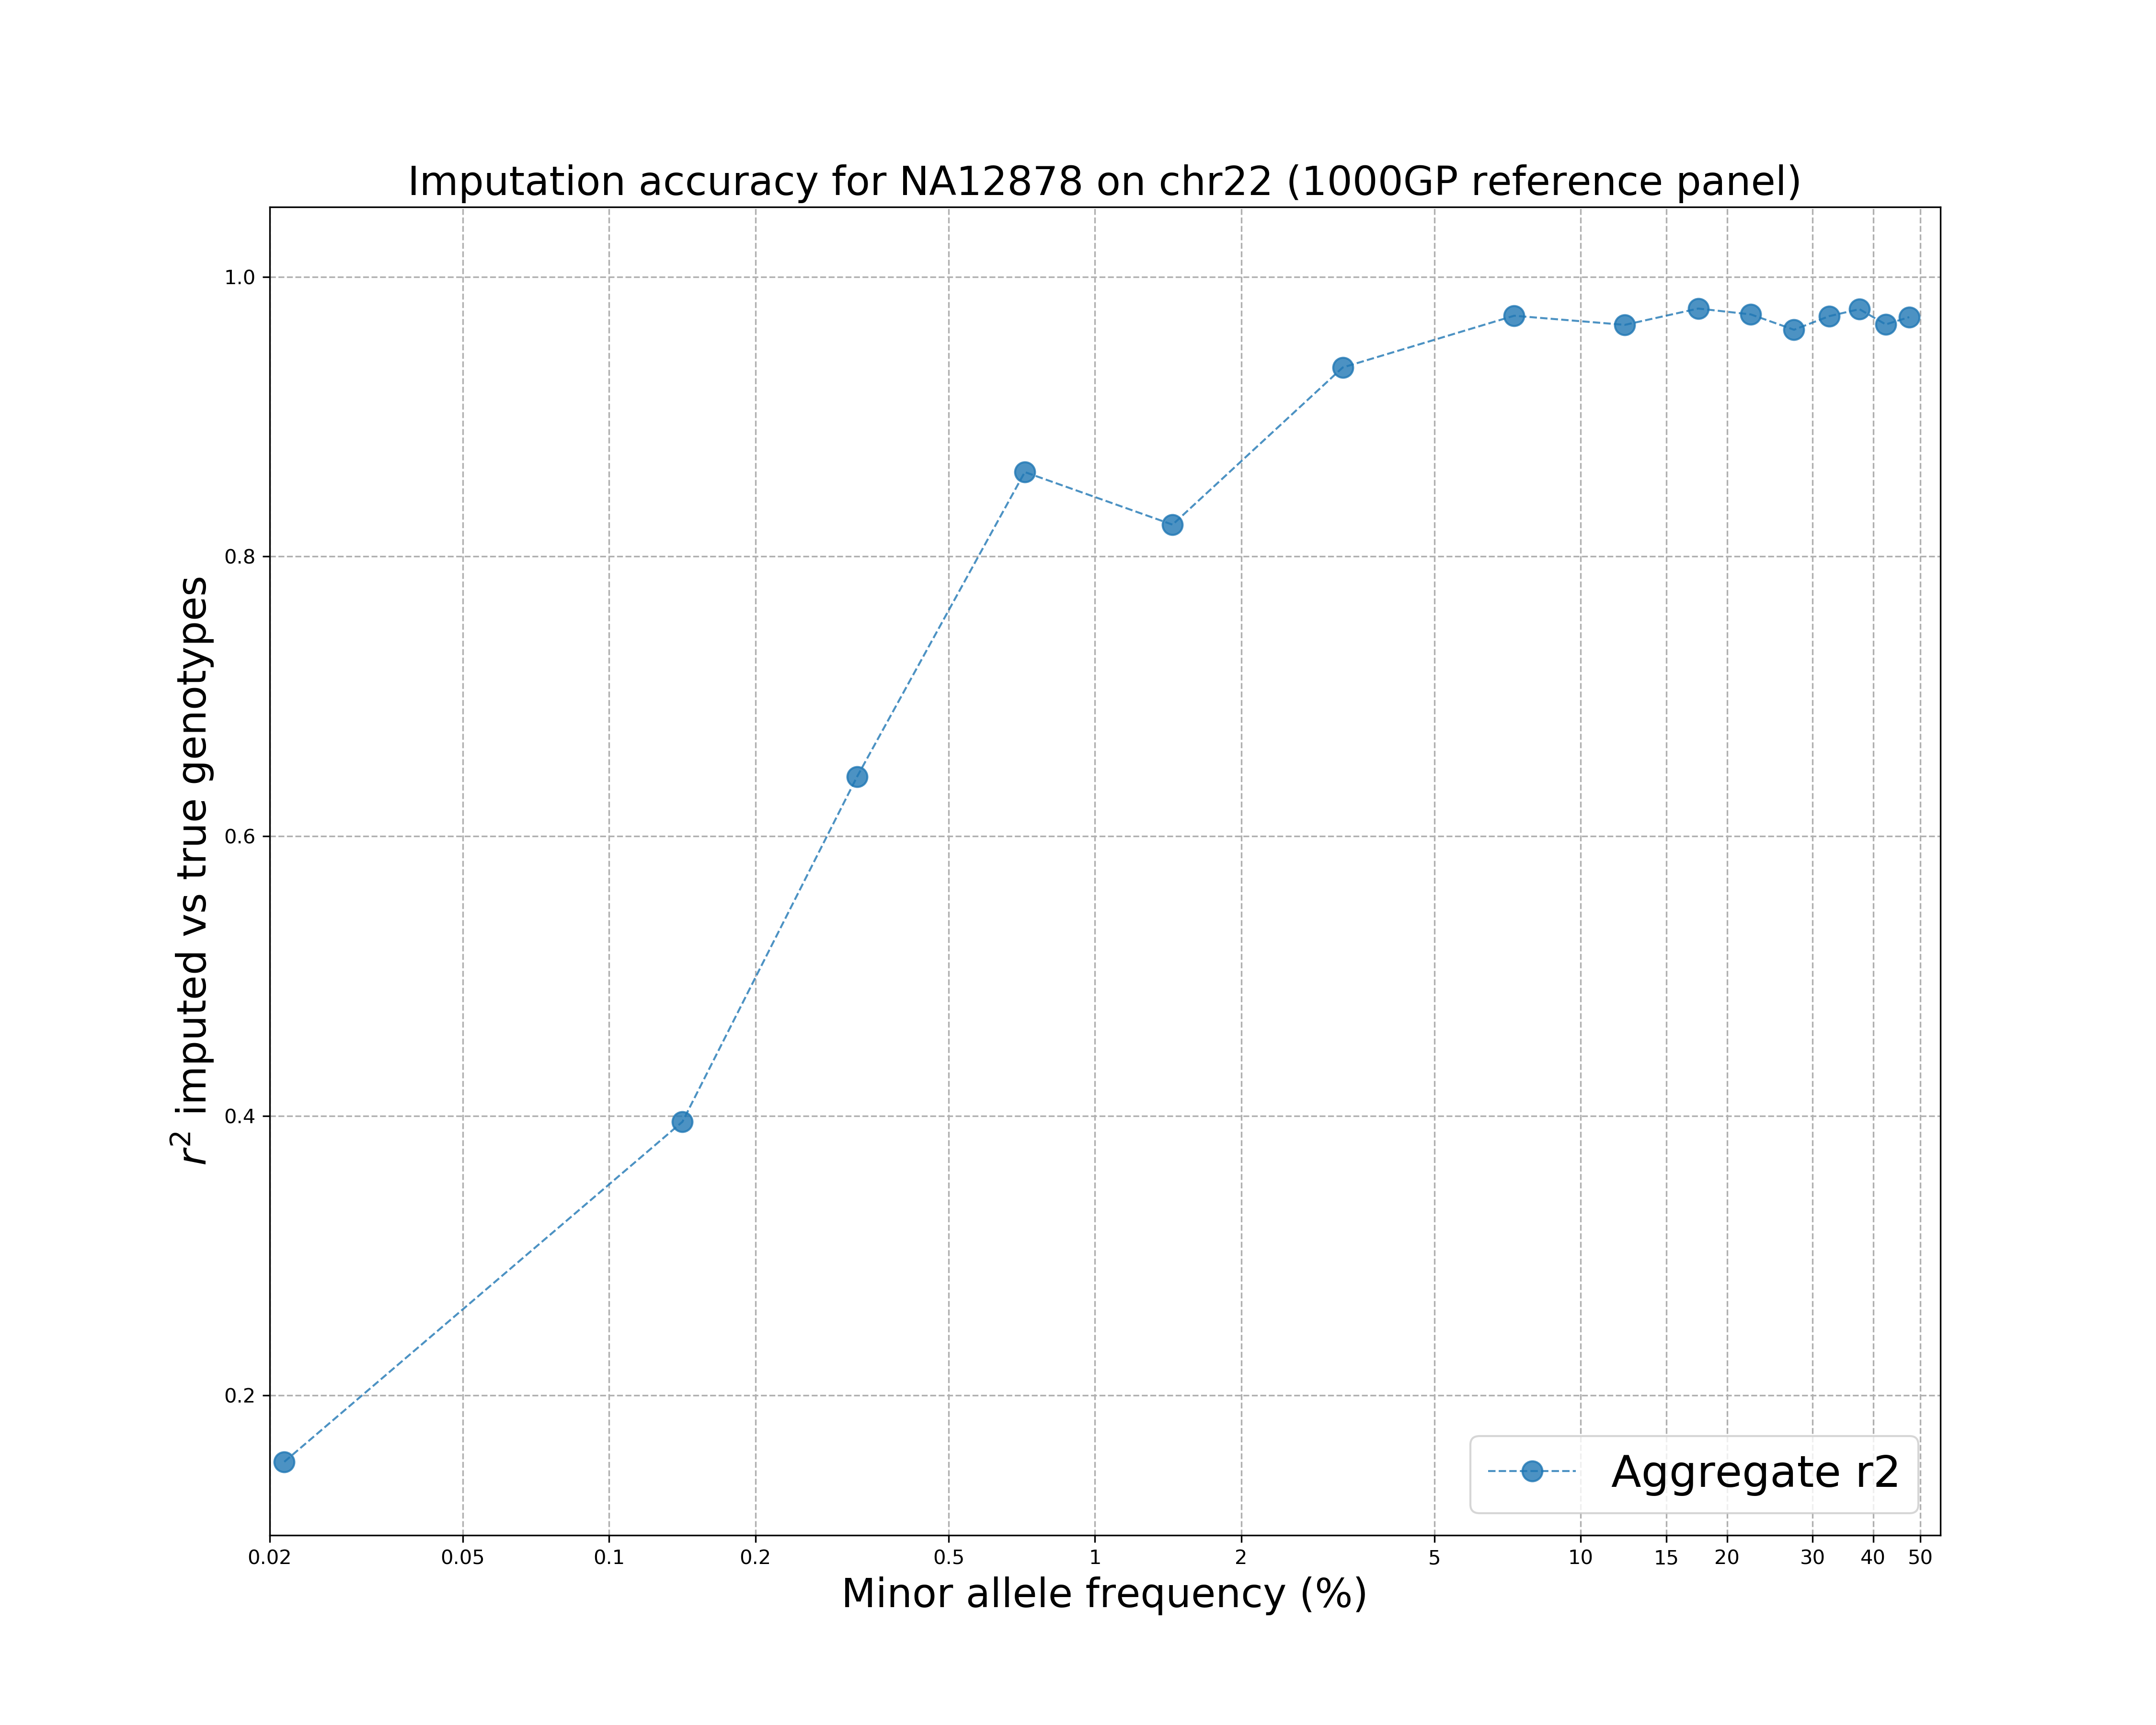 Imputation accuracy for NA12878 on chr22 (1000GP reference panel)
r² imputed vs true genotypes
1.0
0.8
0.6
0.4
0.2
Aggregate r2
0.02 0.05 0.1 0.2 0.5 1 2 5 10 15 20 30 40 50
Minor allele frequency (%)